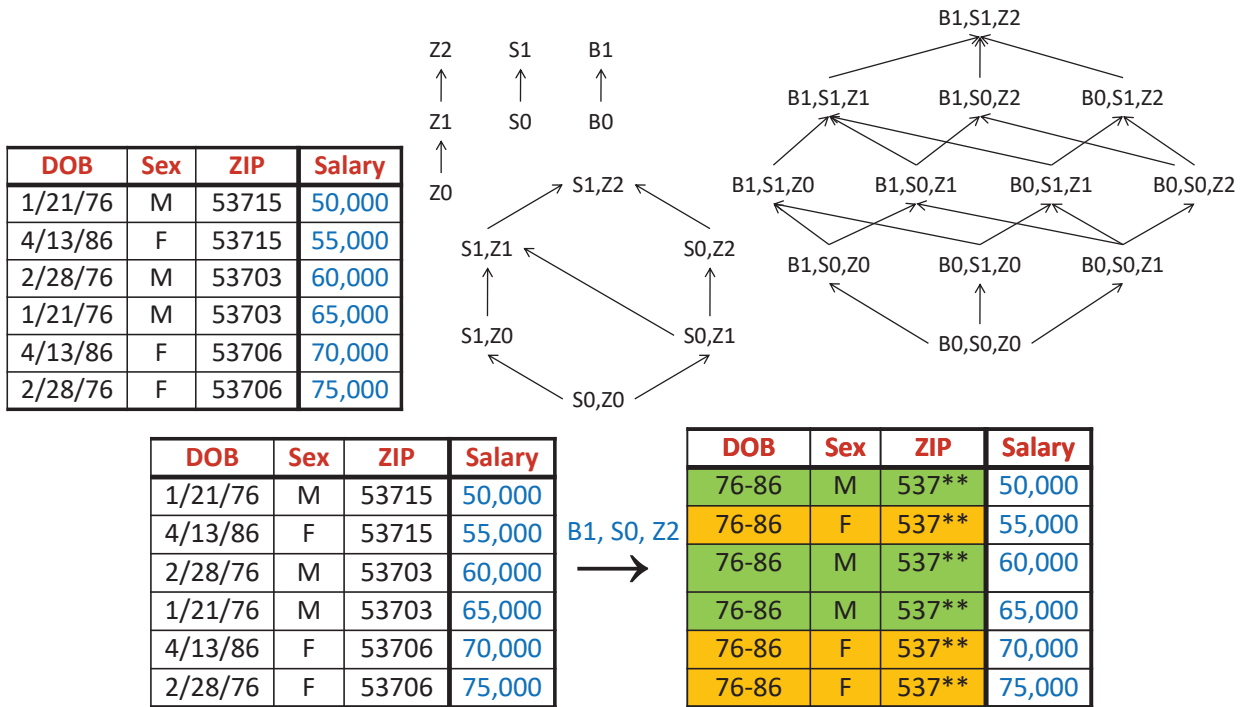 B1,S1,Z2
Z2 S1 B1
B1,S1,Z1 B1,S0,Z2 B0,S1,Z2
Z1 S0 B0
Z0
S1,Z2
B1,S1,Z0 B1,S0,Z1 B0,S1,Z1 B0,S0,Z2
S1,Z1 S0,Z2
B1,S0,Z0 B0,S1,Z0 B0,S0,Z1
S1,Z0 S0,Z1
B0,S0,Z0
S0,Z0
DOB Sex ZIP Salary
1/21/76 M 53715 50,000
4/13/86 F 53715 55,000
2/28/76 M 53703 60,000
1/21/76 M 53703 65,000
4/13/86 F 53706 70,000
2/28/76 F 53706 75,000
DOB Sex ZIP Salary
1/21/76 M 53715 50,000
4/13/86 F 53715 55,000
2/28/76 M 53703 60,000
1/21/76 M 53703 65,000
4/13/86 F 53706 70,000
2/28/76 F 53706 75,000
B1, S0, Z2
DOB Sex ZIP Salary
76-86 M 537** 50,000
76-86 F 537** 55,000
76-86 M 537** 60,000
76-86 M 537** 65,000
76-86 F 537** 70,000
76-86 F 537** 75,000